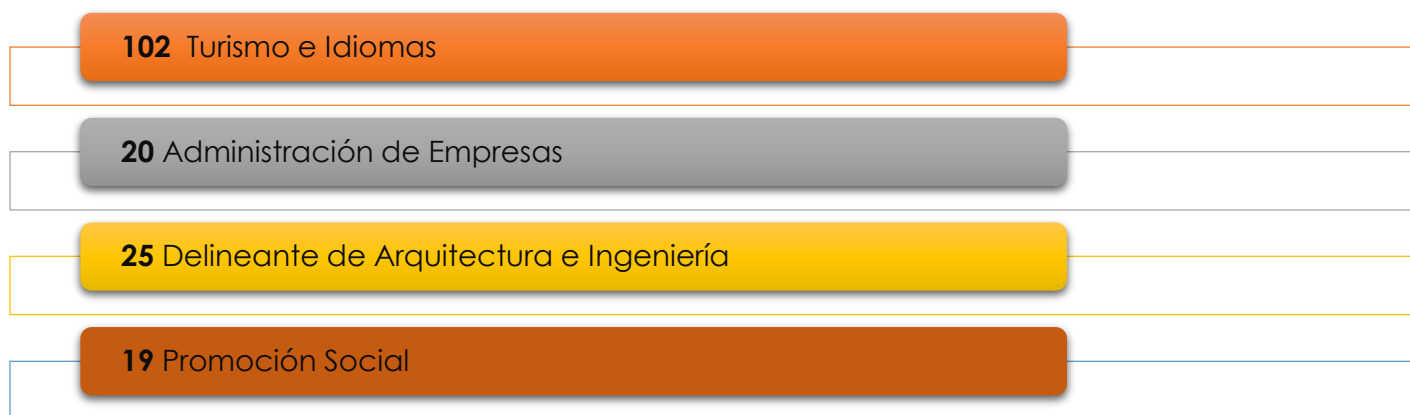 102 Turismo e Idiomas
20 Administración de Empresas
25 Delineante de Arquitectura e Ingeniería
19 Promoción Social